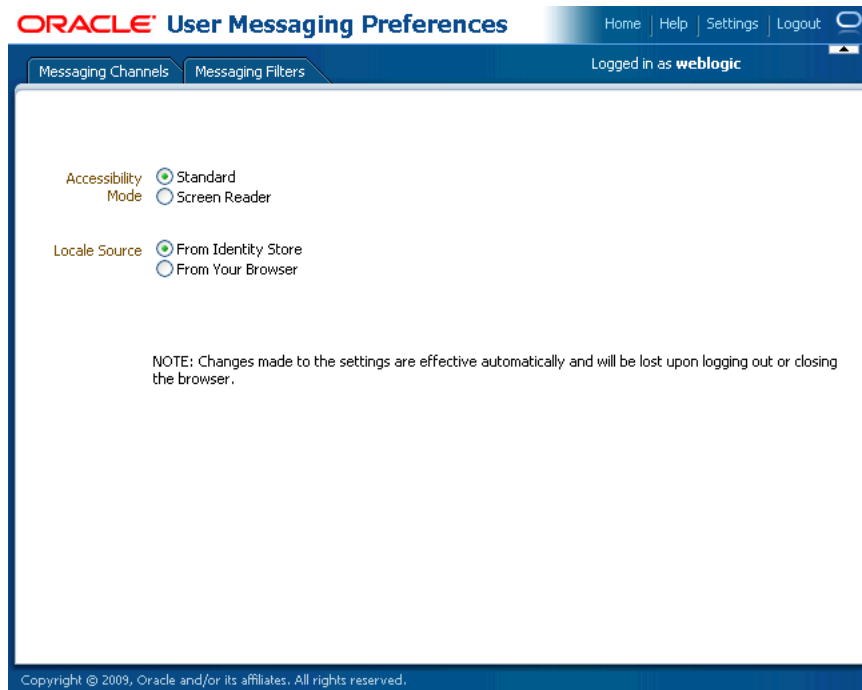 ORACLE User Messaging Preferences
Home Help Settings Logout
Messaging Channels Messaging Filters
Logged in as weblogic
Accessibility Mode
Standard
Screen Reader
Locale Source
From Identity Store
From Your Browser
NOTE: Changes made to the settings are effective automatically and will be lost upon logging out or closing
the browser.
Copyright © 2009, Oracle and/or its affiliates. All rights reserved.